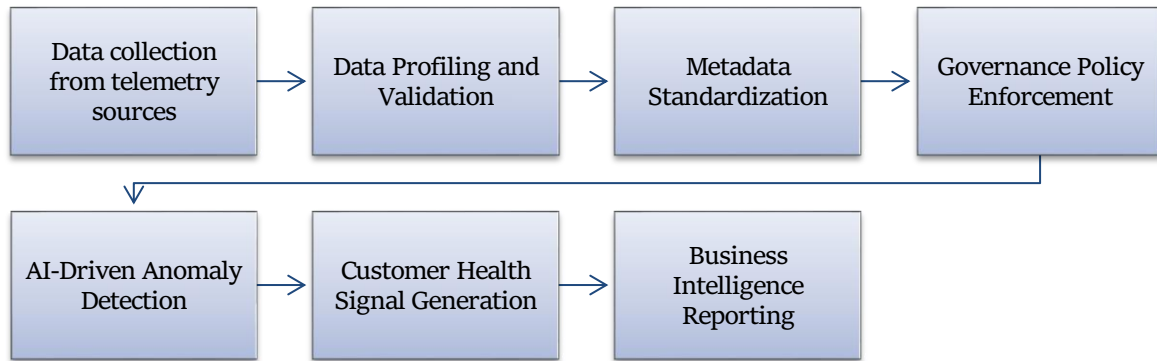 Data collection
from telemetry
sources
Data Profiling and
Validation
Metadata
Standardization
Governance Policy
Enforcement
AI-Driven Anomaly
Detection
Customer Health
Signal Generation
Business
Intelligence
Reporting